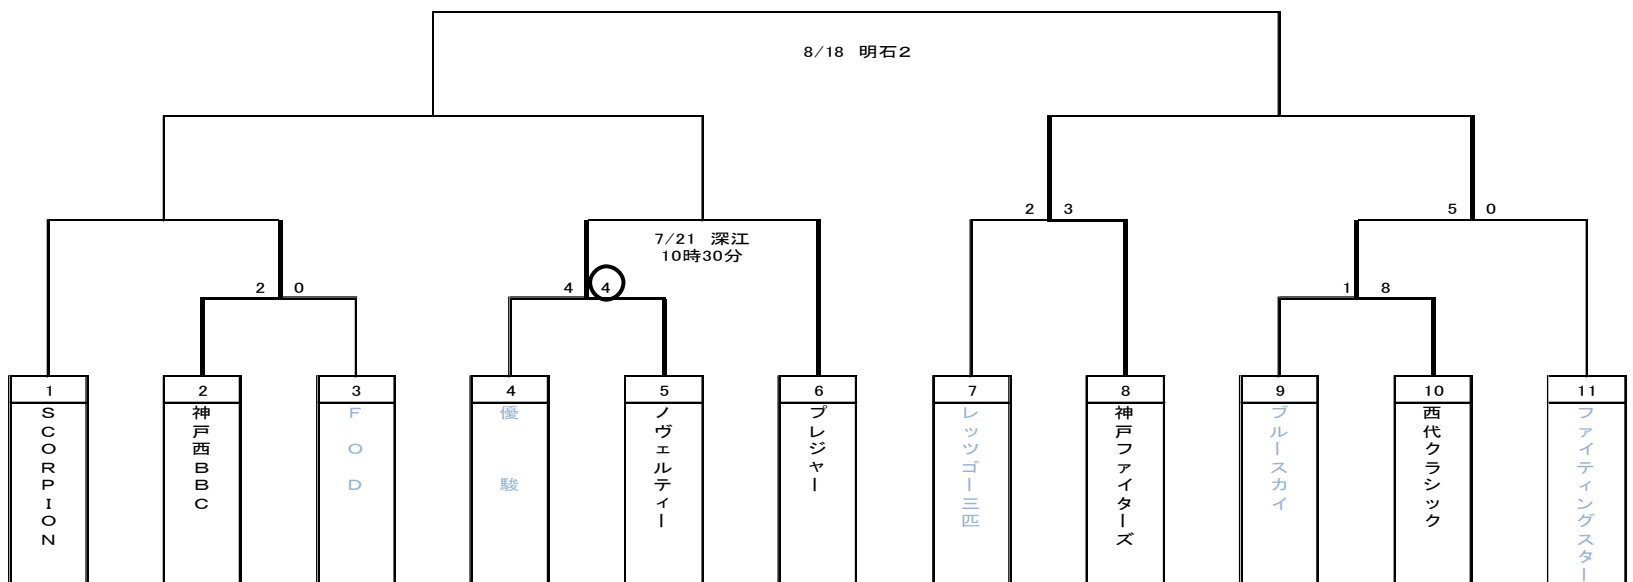 8/18 明石2
2 3
5 0
7/21 深江
10時30分
2 0
4 4
1 8
1
2
3
4
5
6
7
8
9
10
11
SCORPION
神戸西BBC
FOD
優駿
ノヴェルティー
プレジャー
レッツゴー三匹
神戸ファイターズ
ブルースカイ
西代クラシック
ファイティングスター